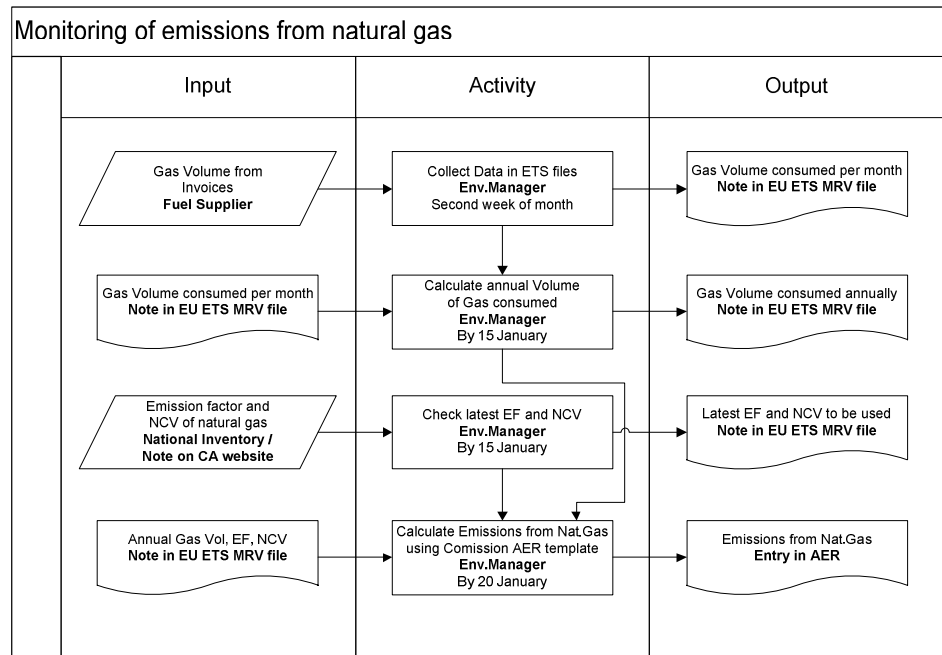 Monitoring of emissions from natural gas
Input
Activity
Output
Gas Volume from
Invoices
Fuel Supplier
Collect Data in ETS files
Env.Manager
Second week of month
Gas Volume consumed per month
Note in EU ETS MRV file
Gas Volume consumed per month
Note in EU ETS MRV file
Calculate annual Volume
of Gas consumed
Env.Manager
By 15 January
Gas Volume consumed annually
Note in EU ETS MRV file
Emission factor and
NCV of natural gas
National Inventory /
Note on CA website
Check latest EF and NCV
Env.Manager
By 15 January
Latest EF and NCV to be used
Note in EU ETS MRV file
Annual Gas Vol, EF, NCV
Note in EU ETS MRV file
Calculate Emissions from Nat.Gas
using Comission AER template
Env.Manager
By 20 January
Emissions from Nat.Gas
Entry in AER